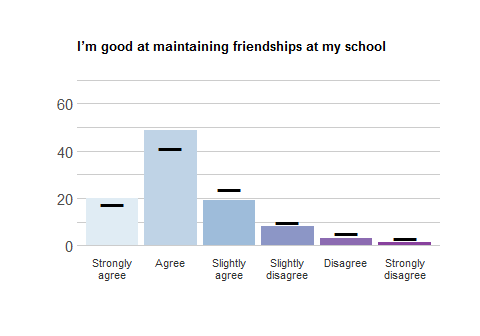 I'm good at maintaining friendships at my school
60
40
20
0
Strongly
agree
Agree
Slightly
agree
Slightly
disagree
Disagree
Strongly
disagree